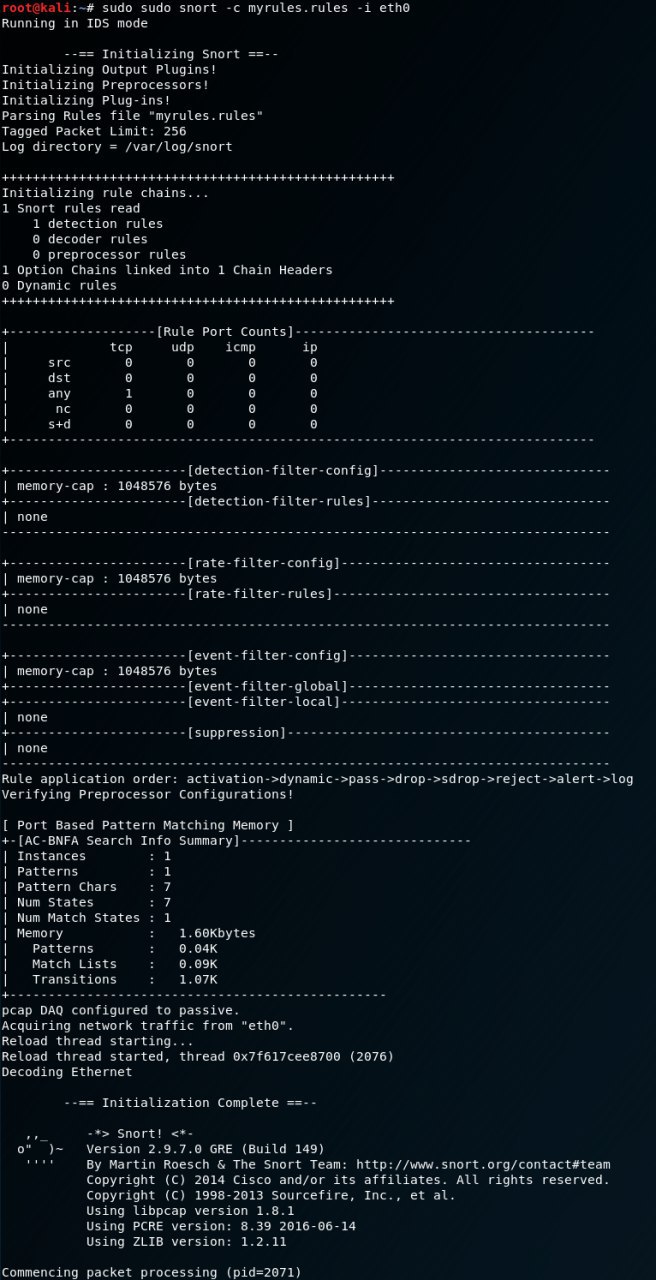 root@kali:~# sudo sudo snort -c myrules.rules -i eth0
Running in IDS mode
--== Initializing Snort ==--
Initializing Output Plugins!
Initializing Preprocessors!
Initializing Plug-ins!
Parsing Rules file "myrules.rules"
Tagged Packet Limit: 256
Log directory = /var/log/snort
+++++++++++++++++++++++++++++++++++++++++++++++++++
Initializing rule chains...
1 Snort rules read
    1 detection rules
    0 decoder rules
    0 preprocessor rules
1 Option Chains linked into 1 Chain Headers
0 Dynamic rules
+++++++++++++++++++++++++++++++++++++++++++++++++++
+-------------------[Rule Port Counts]---------------------------------------
|             tcp     udp    icmp      ip
|     src       0       0       0       0
|     dst       0       0       0       0
|     any       1       0       0       0
|      nc       0       0       0       0
|     s+d       0       0       0       0
+----------------------------------------------------------------------------
+-----------------------[detection-filter-config]------------------------------
| memory-cap : 1048576 bytes
+-----------------------[detection-filter-rules]-------------------------------
| none
-------------------------------------------------------------------------------
+-----------------------[rate-filter-config]-----------------------------------
| memory-cap : 1048576 bytes
+-----------------------[rate-filter-rules]------------------------------------
| none
-------------------------------------------------------------------------------
+-----------------------[event-filter-config]----------------------------------
| memory-cap : 1048576 bytes
+-----------------------[event-filter-global]----------------------------------
+-----------------------[event-filter-local]-----------------------------------
| none
+-----------------------[suppression]------------------------------------------
| none
-------------------------------------------------------------------------------
Rule application order: activation->dynamic->pass->drop->sdrop->reject->alert->log
Verifying Preprocessor Configurations!
[ Port Based Pattern Matching Memory ]
+-[AC-BNFA Search Info Summary]------------------------------
| Instances        : 1
| Patterns         : 1
| Pattern Chars    : 7
| Num States       : 7
| Num Match States : 1
| Memory           :   1.60Kbytes
|   Patterns       :   0.04K
|   Match Lists    :   0.09K
|   Transitions    :   1.07K
+-------------------------------------------------
pcap DAQ configured to passive.
Acquiring network traffic from "eth0".
Reload thread starting...
Reload thread started, thread 0x7f617cee8700 (2076)
Decoding Ethernet
--== Initialization Complete ==--
   ,,_     -*> Snort! <*-
  o"  )~   Version 2.9.7.0 GRE (Build 149)
   ''''    By Martin Roesch & The Snort Team: http://www.snort.org/contact#team
           Copyright (C) 2014 Cisco and/or its affiliates. All rights reserved.
           Copyright (C) 1998-2013 Sourcefire, Inc., et al.
           Using libpcap version 1.8.1
           Using PCRE version: 8.39 2016-06-14
           Using ZLIB version: 1.2.11
Commencing packet processing (pid=2071)